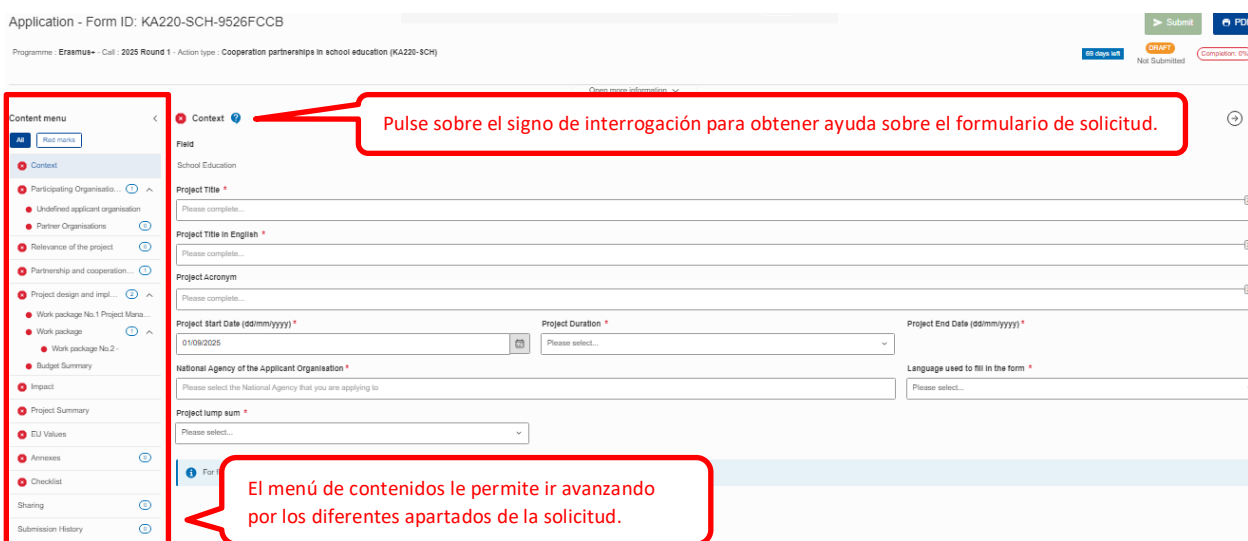 Application - Form ID: KA220-SCH-9526FCCB
Submit
PDF
Programme : Erasmus+ - Call : 2025 Round 1 - Action type : Cooperation partnerships in school education (KA220-SCH)
69 days left
DRAFT
Not Submitted
Completion: 0%
Open more information
Content menu
All
Red marks
Context
Participating Organisatio... 1
Undefined applicant organisation
Partner Organisations 0
Relevance of the project 0
Partnership and cooperation... 1
Project design and impl... 2
Work package No.1 Project Mana...
Work package 1
Work package No.2 -
Budget Summary
Impact
Project Summary
EU Values
Annexes 0
Checklist
Sharing 0
Submission History 0
Context ?
Pulse sobre el signo de interrogación para obtener ayuda sobre el formulario de solicitud.
Field
School Education
Project Title *
Please complete...
Project Title in English *
Please complete...
Project Acronym
Please complete...
Project Start Date (dd/mm/yyyy) *
01/09/2025
Project Duration *
Please select...
Project End Date (dd/mm/yyyy) *
National Agency of the Applicant Organisation *
Please select the National Agency that you are applying to
Language used to fill in the form *
Please select...
Project lump sum *
Please select...
For
El menú de contenidos le permite ir avanzando
por los diferentes apartados de la solicitud.